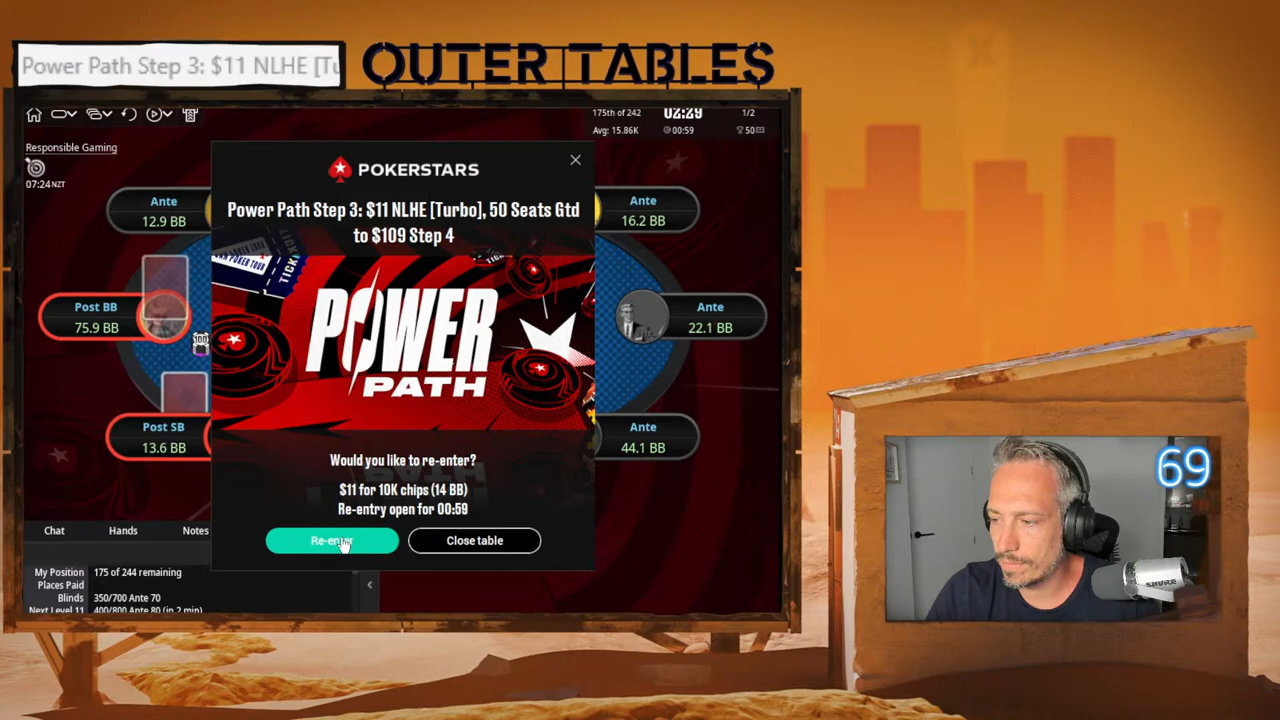 Power Path Step 3: $11 NLHE [Tu
OUTER TABLES
175th of 242
02:29
1/2
Avg: 15.86K
00:59
50
Responsible Gaming
07:24 NZT
POKERSTARS
Power Path Step 3: $11 NLHE [Turbo], 50 Seats Gtd
to $109 Step 4
Ante
12.9 BB
Ante
16.2 BB
TICKET
POWER
PATH
Post BB
75.9 BB
100
Ante
22.1 BB
Post SB
13.6 BB
Ante
44.1 BB
Would you like to re-enter?
$11 for 10K chips (14 BB)
Re-entry open for 00:59
Re-enter
Close table
Chat
Hands
Notes
My Position 175 of 244 remaining
Places Paid
Blinds 350/700 Ante 70
Next Level 11 400/800 Ante 80 (in 2 min)
69